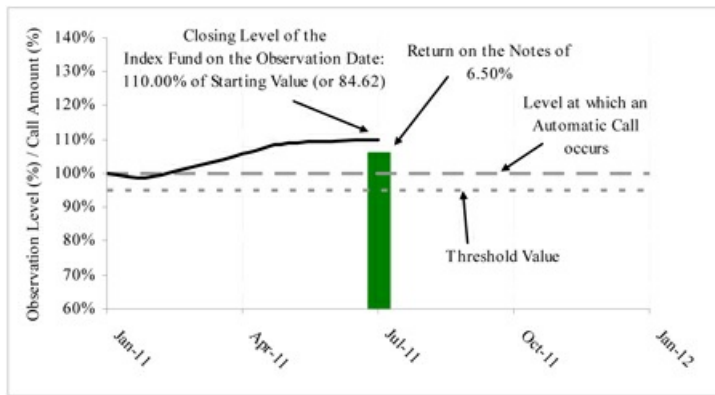 Observation Level (%) / Call Amount (%)
140%
130%
120%
110%
100%
90%
80%
70%
60%
Closing Level of the
Index Fund on the Observation Date:
110.00% of Starting Value (or 84.62)
Return on the Notes of
6.50%
Level at which an
Automatic Call
occurs
Threshold Value
Jan-11
Apr-11
Jul-11
Oct-11
Jan-12